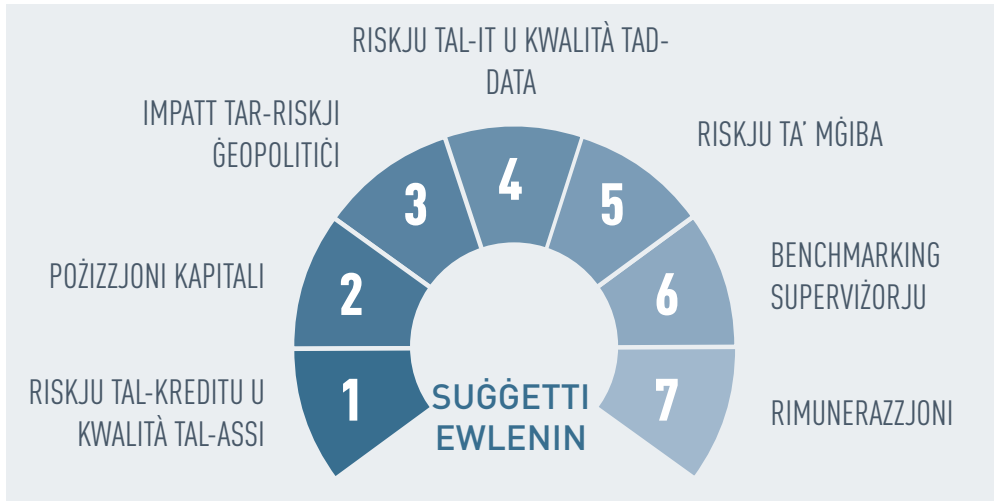 RISKJU TAL-IT U KWALITÀ TAD-
DATA
IMPATT TAR-RISKJI
ĠEOPOLITIĊI
RISKJU TA' MĠIBA
4
3
5
POŻIZZJONI KAPITALI
2
6
BENCHMARKING
SUPERVIŻORJU
RISKJU TAL-KREDITU U
KWALITÀ TAL-ASSI
1
SUĠĠETTI
EWLENIN
7
RIMUNERAZZJONI